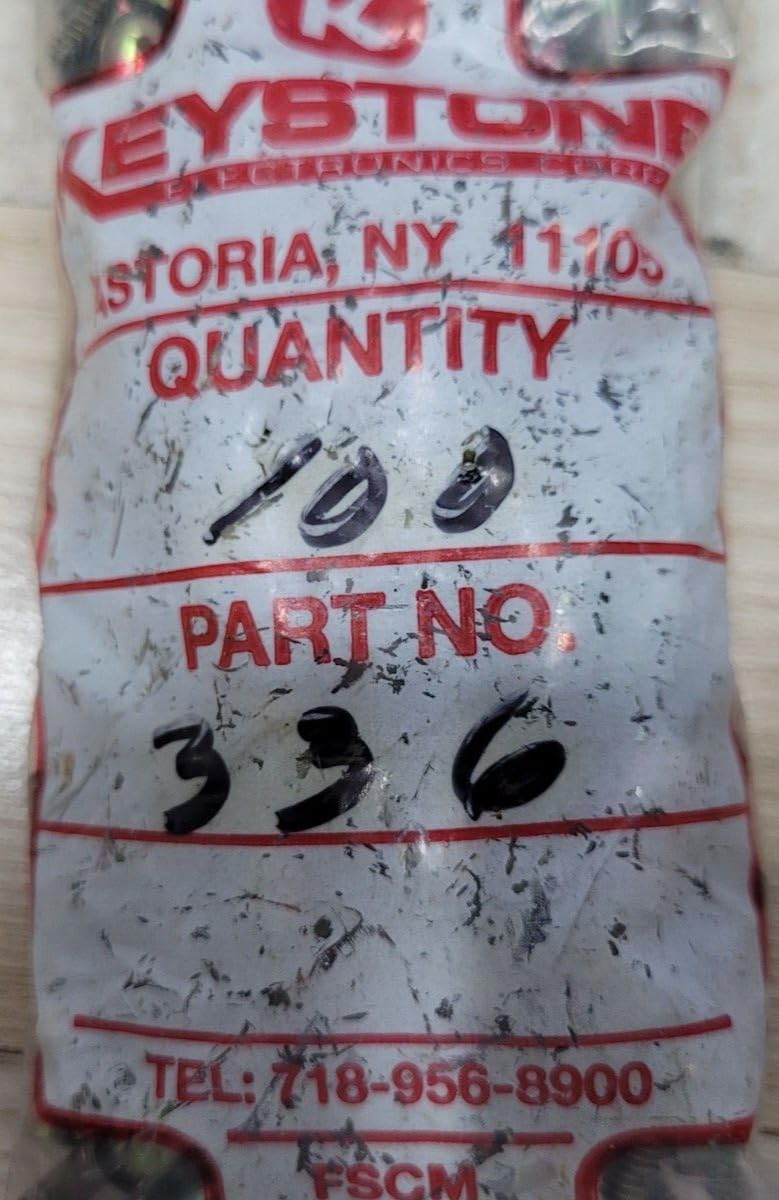 K
KEYSTONE
ELECTRONICS CORP
ASTORIA, NY 11105
QUANTITY
100
PART NO.
336
TEL: 718-956-8900
FSCM